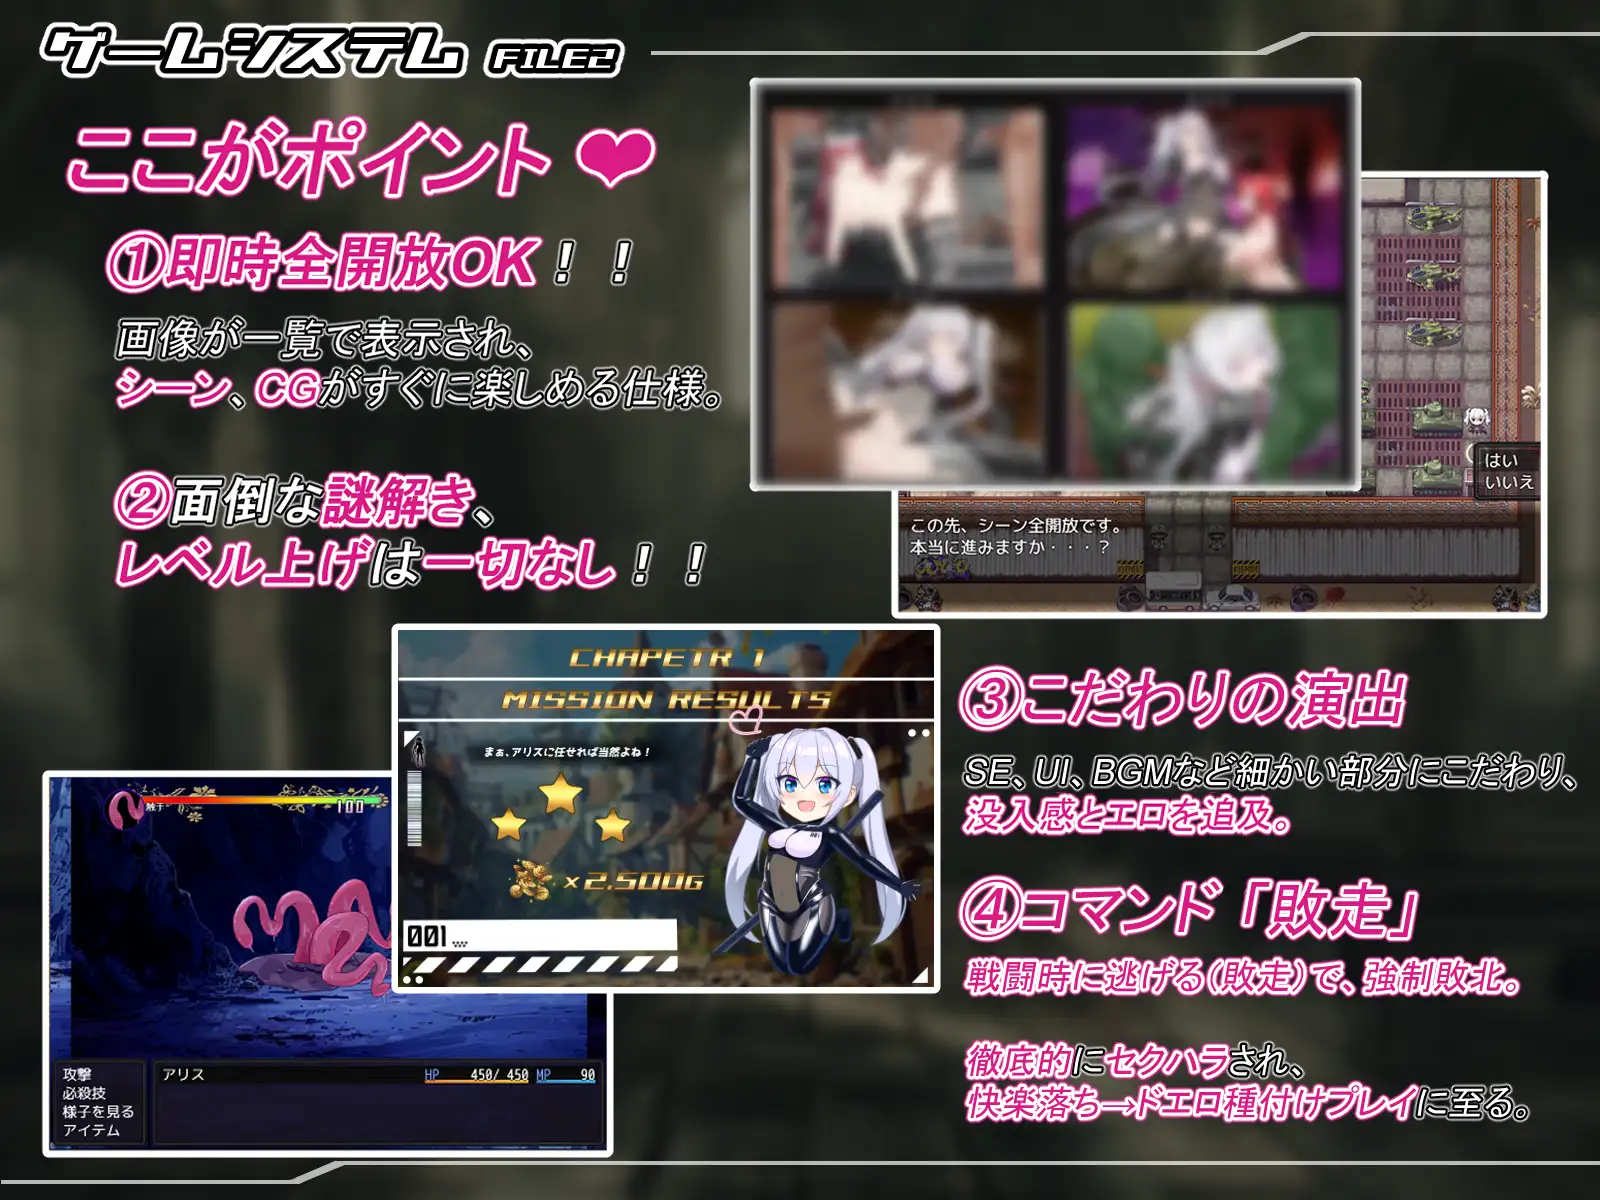 ゲームシステム FILE2
ここがポイント♥
①即時全開放OK！！
画像が一覧で表示され、
シーン、CGがすぐに楽しめる仕様。
②面倒な謎解き、
レベル上げは一切なし！！
はい
いいえ
この先、シーン全開放です。
本当に進みますか・・・？
CHAPETR 1
MISSION RESULTS
まぁ、アリスに任せれば当然よね！
×2,500G
001
001
触手
100
攻撃
必殺技
様子を見る
アイテム
アリス
HP 450/ 450 MP 90
③こだわりの演出
SE、UI、BGMなど細かい部分にこだわり、
没入感とエロを追及。
④コマンド「敗走」
戦闘時に逃げる（敗走）で、強制敗北。
徹底的にセクハラされ、
快楽落ち→ドエロ種付けプレイに至る。